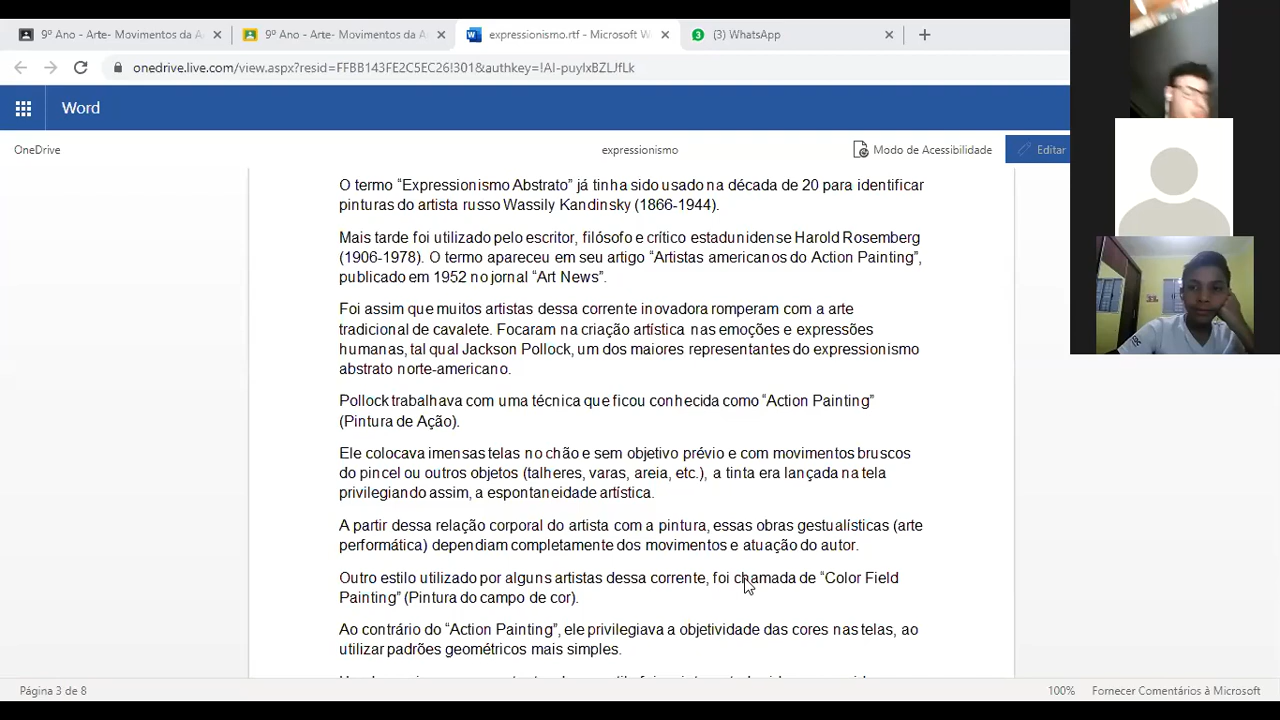 9º Ano - Arte- Movimentos da A
9º Ano - Arte- Movimentos da A
expressionismo.rtf - Microsoft W
(3) WhatsApp
onedrive.live.com/view.aspx?resid=FFBB143FE2C5EC26!301&authkey=!AI-puyIxBZLJfLk
Word
OneDrive
expressionismo
Modo de Acessibilidade
Editar
O termo “Expressionismo Abstrato” já tinha sido usado na década de 20 para identificar
pinturas do artista russo Wassily Kandinsky (1866-1944).
Mais tarde foi utilizado pelo escritor, filósofo e crítico estadunidense Harold Rosemberg
(1906-1978). O termo apareceu em seu artigo “Artistas americanos do Action Painting”,
publicado em 1952 no jornal “Art News”.
Foi assim que muitos artistas dessa corrente inovadora romperam com a arte
tradicional de cavalete. Focaram na criação artística nas emoções e expressões
humanas, tal qual Jackson Pollock, um dos maiores representantes do expressionismo
abstrato norte-americano.
Pollock trabalhava com uma técnica que ficou conhecida como “Action Painting”
(Pintura de Ação).
Ele colocava imensas telas no chão e sem objetivo prévio e com movimentos bruscos
do pincel ou outros objetos (talheres, varas, areia, etc.), a tinta era lançada na tela
privilegiando assim, a espontaneidade artística.
A partir dessa relação corporal do artista com a pintura, essas obras gestualísticas (arte
performática) dependiam completamente dos movimentos e atuação do autor.
Outro estilo utilizado por alguns artistas dessa corrente, foi chamada de “Color Field
Painting” (Pintura do campo de cor).
Ao contrário do “Action Painting”, ele privilegiava a objetividade das cores nas telas, ao
utilizar padrões geométricos mais simples.
Página 3 de 8
100%
Fornecer Comentários à Microsoft